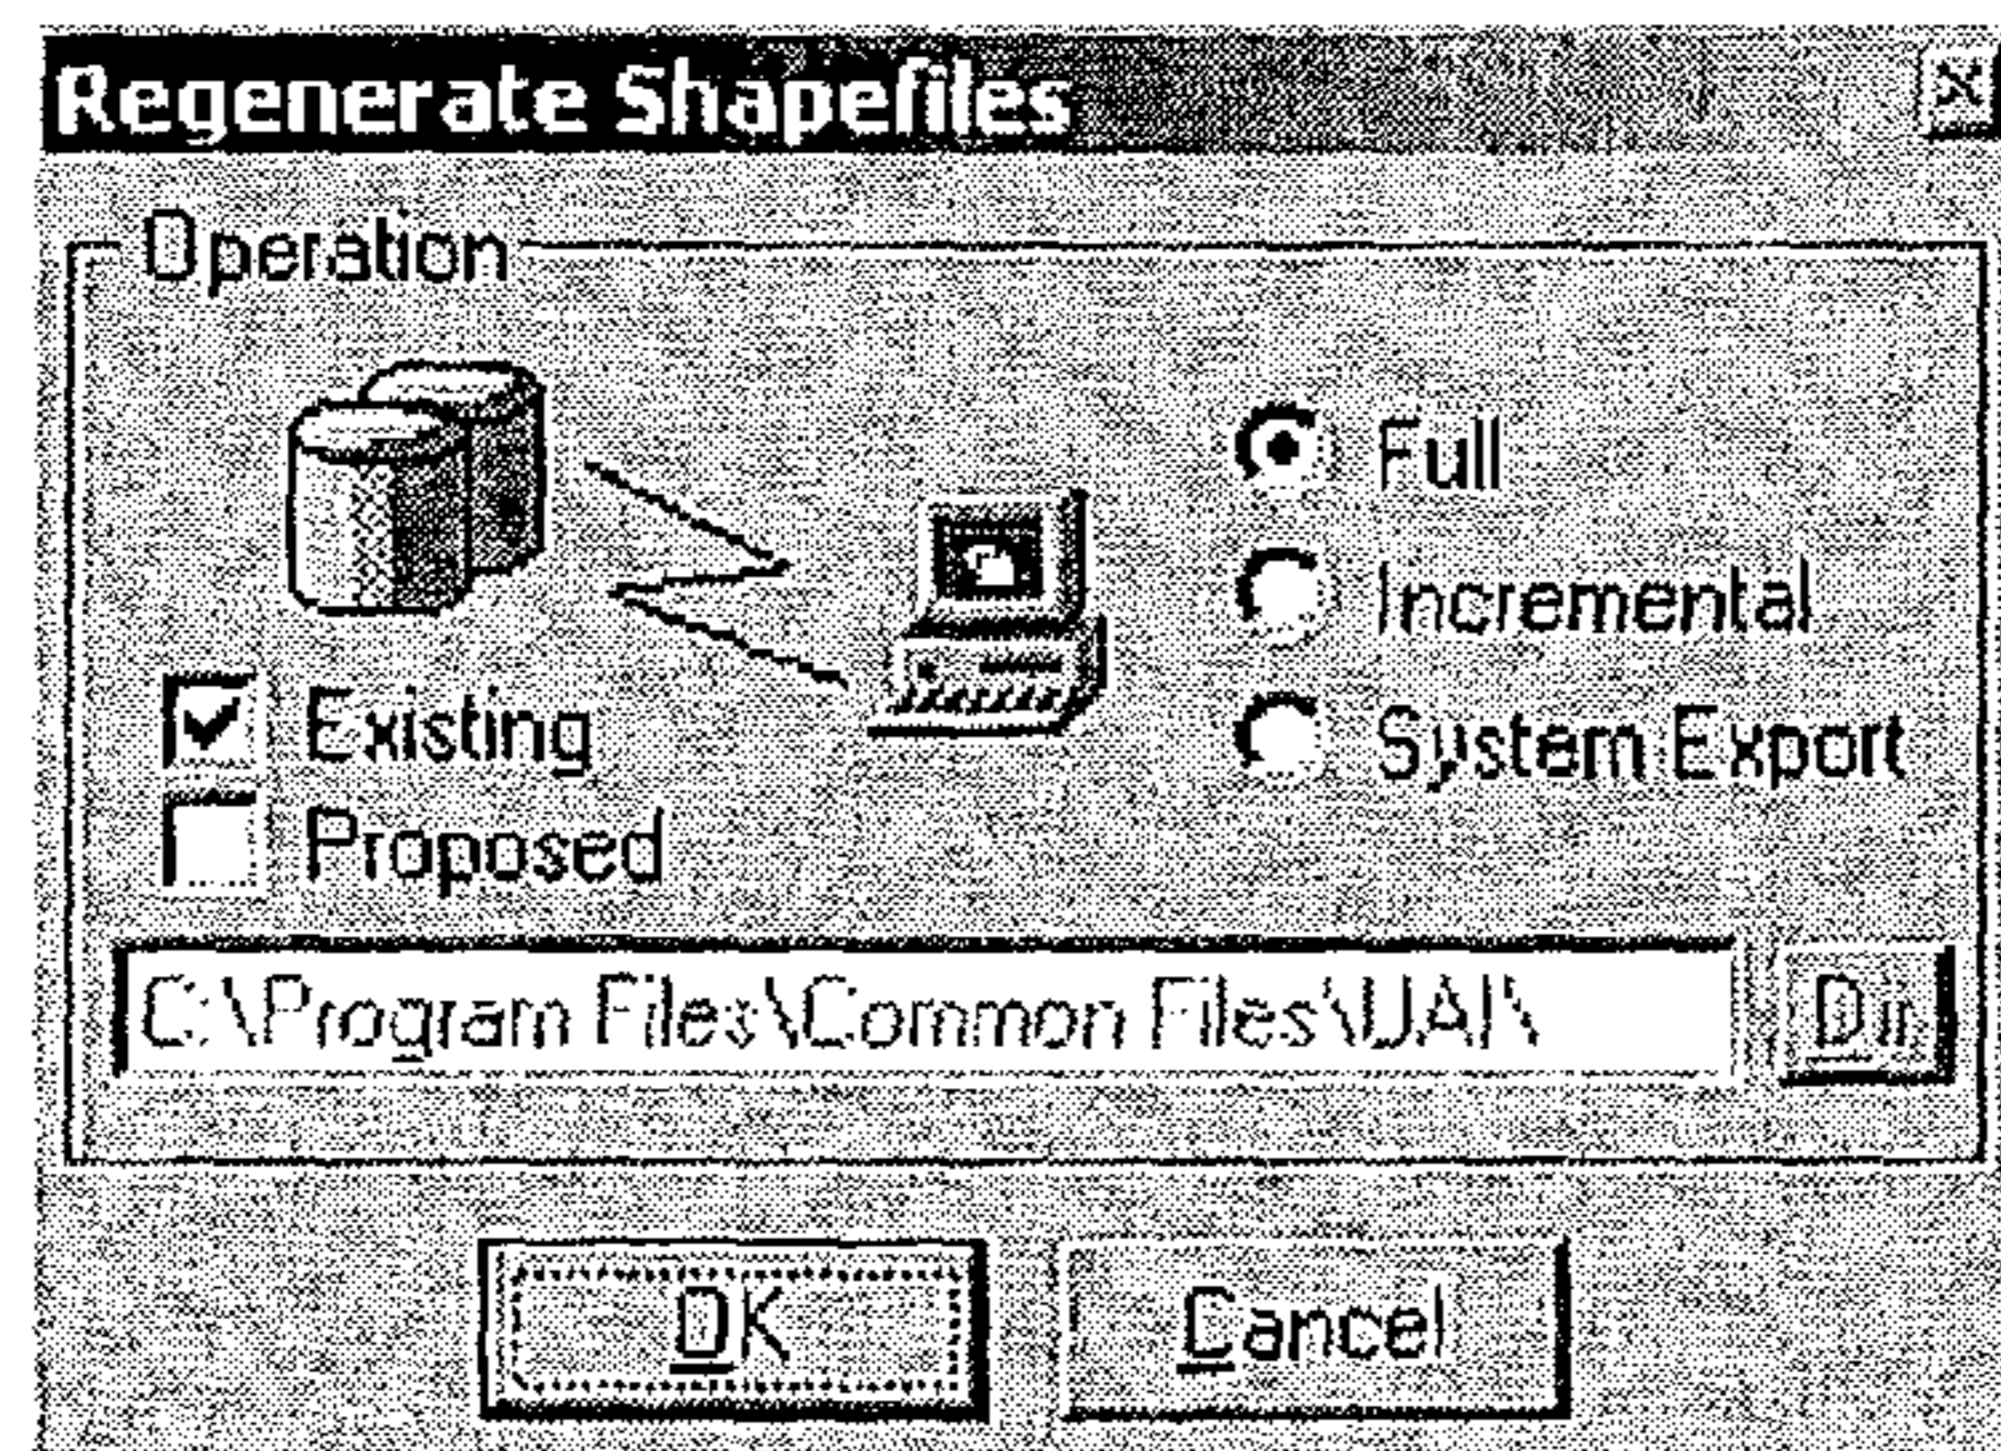 Regenerate Shapefiles
Operation
Full
Incremental
System Export
Existing
Proposed
C:\Program Files\Common Files\UAI\
Dir
OK
Cancel